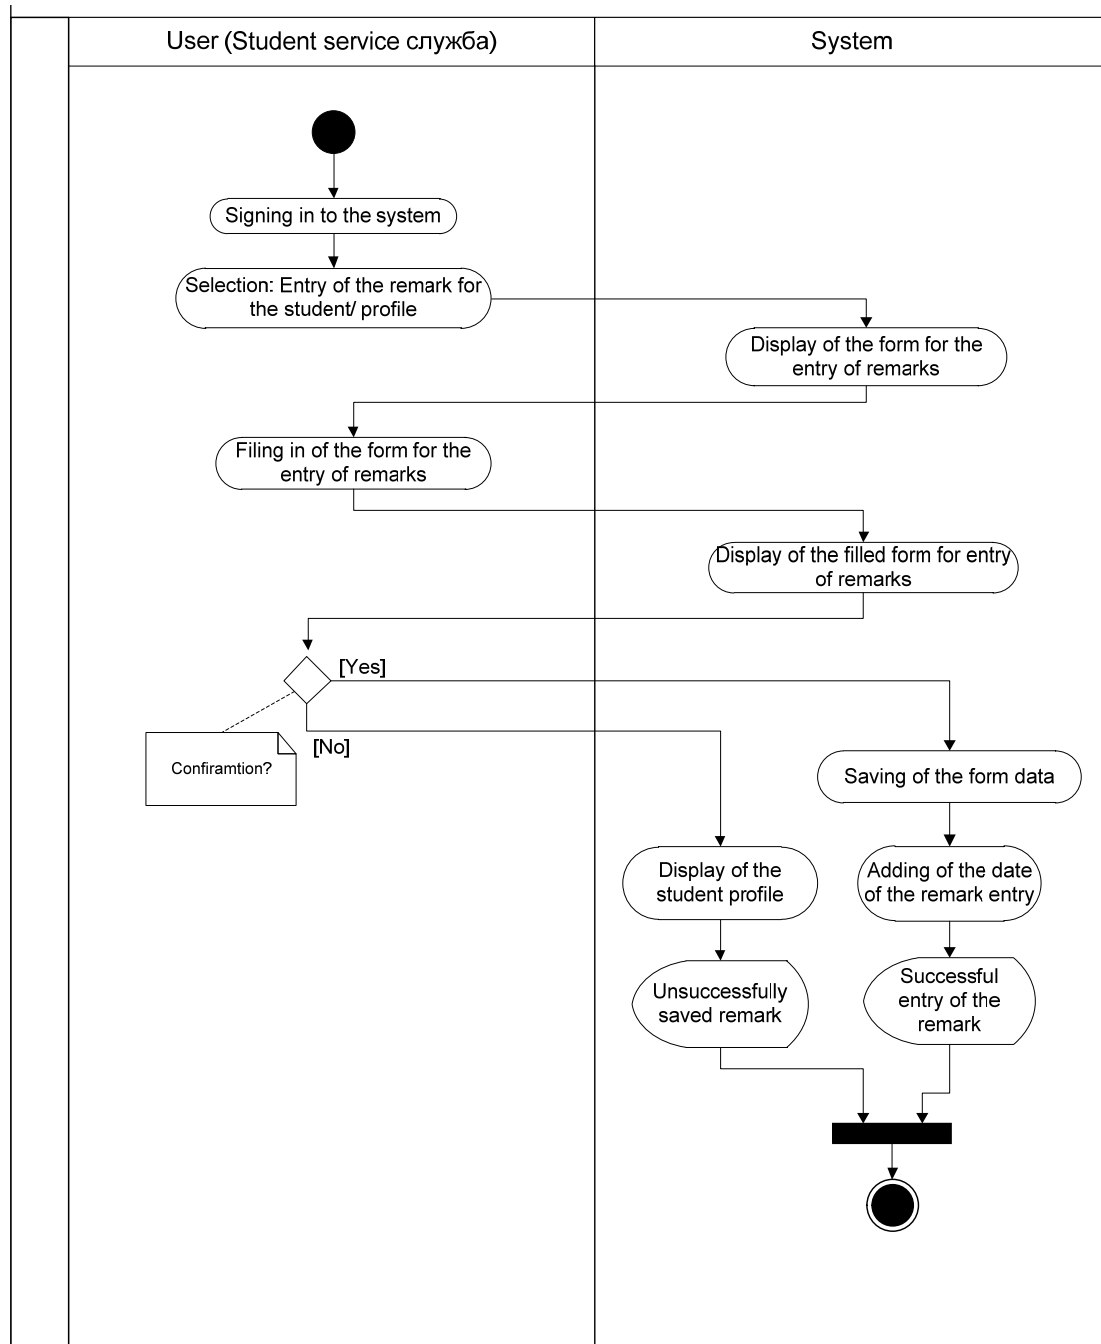 User (Student service служба)
System
Signing in to the system
Selection: Entry of the remark for
the student/ profile
Display of the form for the
entry of remarks
Filing in of the form for the
entry of remarks
Display of the filled form for entry
of remarks
[Yes]
[No]
Confiramtion?
Saving of the form data
Display of the
student profile
Adding of the date
of the remark entry
Unsuccessfully
saved remark
Successful
entry of the
remark